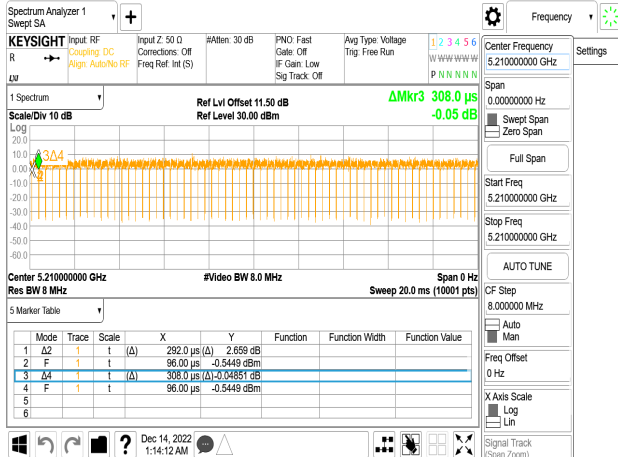 Spectrum Analyzer 1
Swept SA
Frequency
KEYSIGHT
R
Input: RF
Coupling: DC
Align: Auto/No RF
Input Z: 50 Ω
Corrections: Off
Freq Ref: Int (S)
#Atten: 30 dB
PNO: Fast
Gate: Off
IF Gain: Low
Sig Track: Off
Avg Type: Voltage
Trig: Free Run
1 2 3 4 5 6
W W W W W W
P N N N N N
LXI
1 Spectrum
Scale/Div 10 dB
Ref Lvl Offset 11.50 dB
Ref Level 30.00 dBm
ΔMkr3 308.0 µs
-0.05 dB
Log
20.0
10.0
0.00
-10.0
-20.0
-30.0
-40.0
-50.0
-60.0
3Δ4
Center 5.210000000 GHz
Res BW 8 MHz
#Video BW 8.0 MHz
Span 0 Hz
Sweep 20.0 ms (10001 pts)
5 Marker Table
Mode Trace Scale X Y Function Function Width Function Value
1 Δ2 1 t (Δ) 292.0 µs (Δ) 2.659 dB
2 F 1 t 96.00 µs -0.5449 dBm
3 Δ4 1 t (Δ) 308.0 µs (Δ) -0.04851 dB
4 F 1 t 96.00 µs -0.5449 dBm
5
6
Dec 14, 2022
1:14:12 AM
Center Frequency
5.210000000 GHz
Settings
Span
0.00000000 Hz
Swept Span
Zero Span
Full Span
Start Freq
5.210000000 GHz
Stop Freq
5.210000000 GHz
AUTO TUNE
CF Step
8.000000 MHz
Auto
Man
Freq Offset
0 Hz
X Axis Scale
Log
Lin
Signal Track
(Span Zoom)